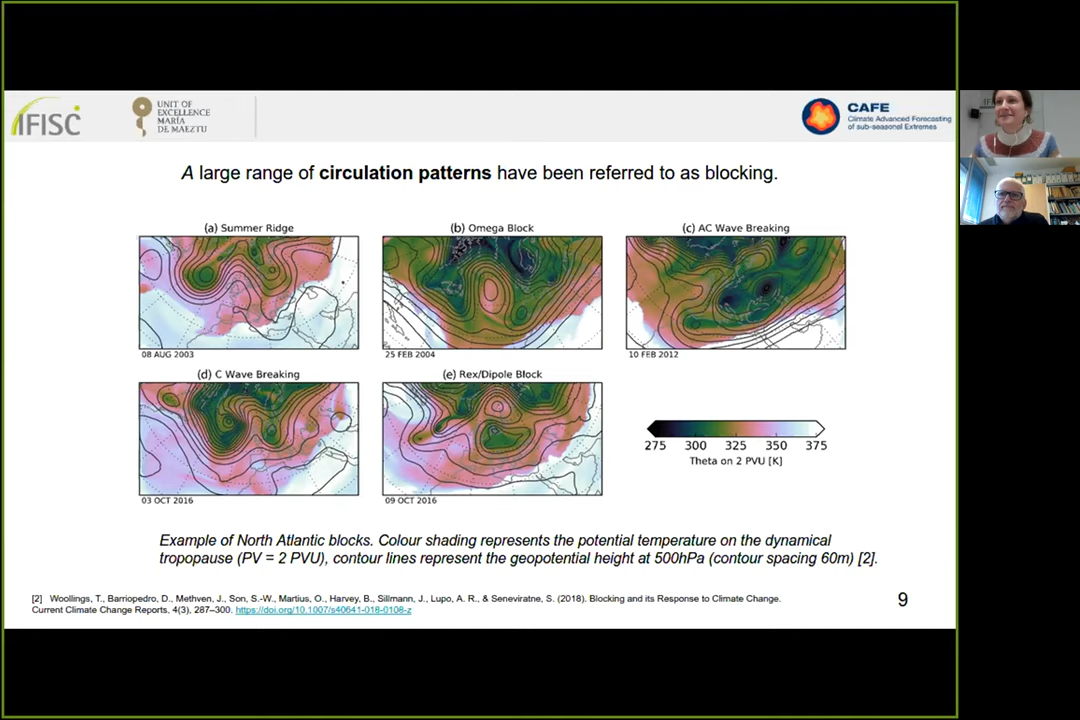 IFISC
UNIT OF
EXCELLENCE
MARÍA
DE MAEZTU
CAFE
Climate Advanced Forecasting
of sub-seasonal Extremes
A large range of circulation patterns have been referred to as blocking.
(a) Summer Ridge
(b) Omega Block
(c) AC Wave Breaking
08 AUG 2003
25 FEB 2004
10 FEB 2012
(d) C Wave Breaking
(e) Rex/Dipole Block
275 300 325 350 375
Theta on 2 PVU [K]
03 OCT 2016
09 OCT 2016
Example of North Atlantic blocks. Colour shading represents the potential temperature on the dynamical
tropopause (PV = 2 PVU), contour lines represent the geopotential height at 500hPa (contour spacing 60m) [2].
[2] Woollings, T., Barriopedro, D., Methven, J., Son, S.-W., Martius, O., Harvey, B., Sillmann, J., Lupo, A. R., & Seneviratne, S. (2018). Blocking and its Response to Climate Change.
Current Climate Change Reports, 4(3), 287–300. https://doi.org/10.1007/s40641-018-0108-z
9